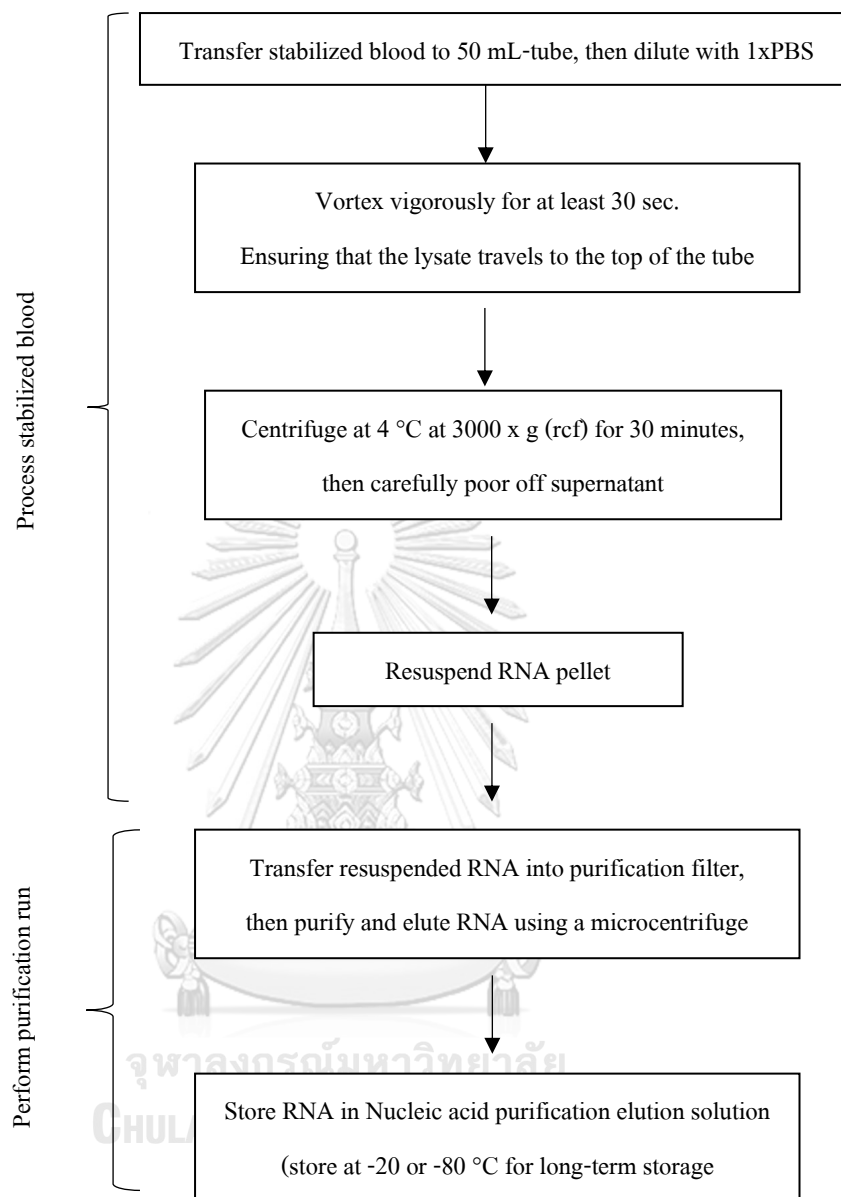 Transfer stabilized blood to 50 mL-tube, then dilute with 1xPBS
Vortex vigorously for at least 30 sec.
Ensuring that the lysate travels to the top of the tube
Process stabilized blood
Centrifuge at 4 °C at 3000 x g (rcf) for 30 minutes,
then carefully poor off supernatant
Resuspend RNA pellet
Perform purification run
Transfer resuspended RNA into purification filter,
then purify and elute RNA using a microcentrifuge
จุฬาลงกรณ์มหาวิทยาลัย
CHULA
Store RNA in Nucleic acid purification elution solution
(store at -20 or -80 °C for long-term storage